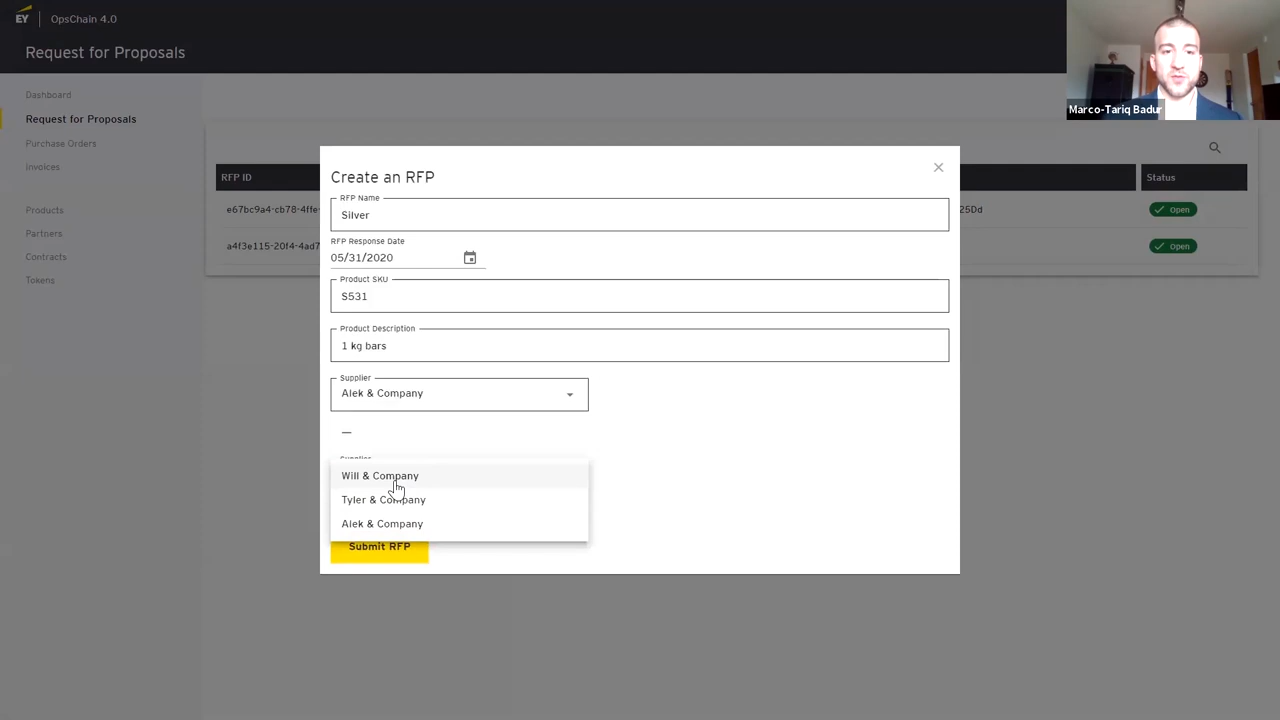 EY
OpsChain 4.0
Request for Proposals
Marco-Tariq Badur
Dashboard
Request for Proposals
Purchase Orders
Invoices
Products
Partners
Contracts
Tokens
RFP ID
Status
e67bc9a4-cb78-4ffe-
25Dd
Open
a4f3e115-20f4-4ad7
Open
Create an RFP
RFP Name
Silver
RFP Response Date
05/31/2020
Product SKU
S531
Product Description
1 kg bars
Supplier
Alek & Company
Supplier
Will & Company
Tyler & Company
Alek & Company
Submit RFP